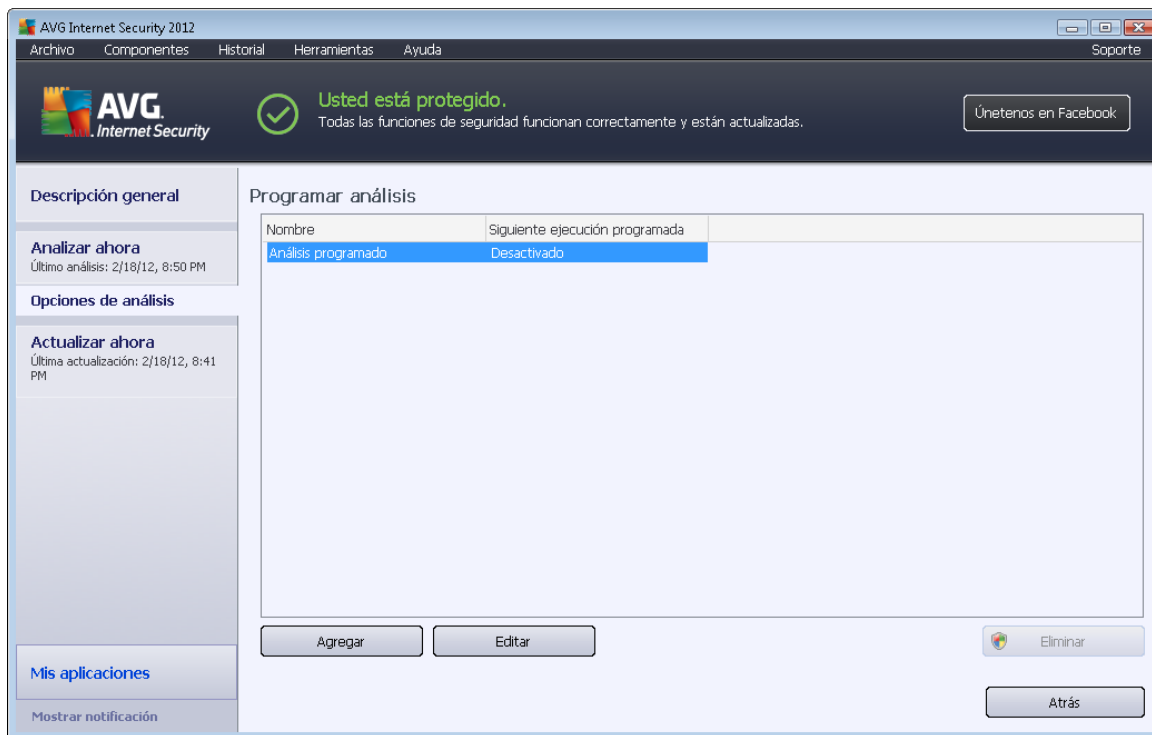 AVG Internet Security 2012
Archivo Componentes Historial Herramientas Ayuda Soporte
AVG.
Internet Security
Usted está protegido.
Todas las funciones de seguridad funcionan correctamente y están actualizadas.
Únetenos en Facebook
Descripción general
Analizar ahora
Último análisis: 2/18/12, 8:50 PM
Opciones de análisis
Actualizar ahora
Última actualización: 2/18/12, 8:41
PM
Mis aplicaciones
Mostrar notificación
Programar análisis
Nombre Siguiente ejecución programada
Análisis programado Desactivado
Agregar Editar Eliminar
Atrás